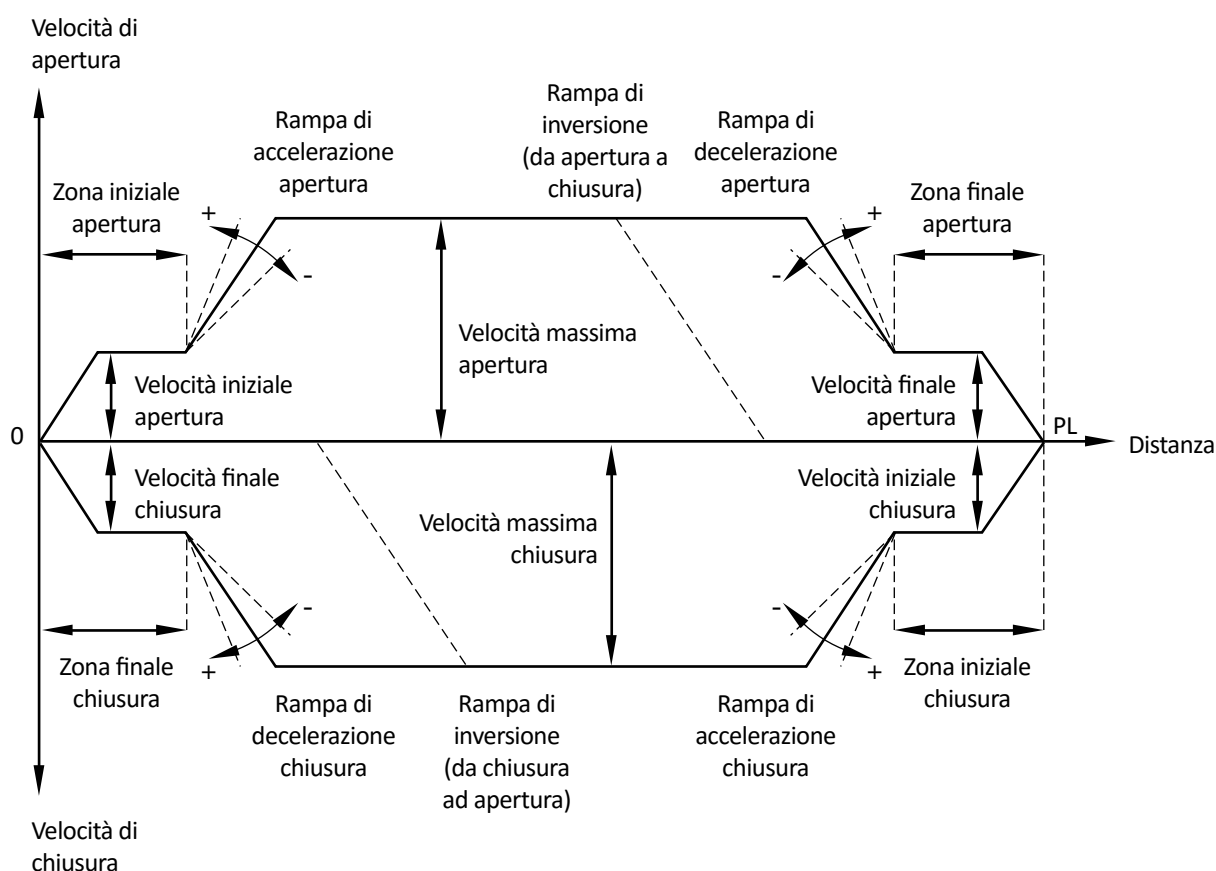 Velocità di
apertura
Rampa di
accelerazione
apertura
Rampa di
inversione
(da apertura a
chiusura)
Rampa di
decelerazione
apertura
Zona iniziale
apertura
Zona finale
apertura
+
-
+
-
Velocità massima
apertura
Velocità iniziale
apertura
Velocità finale
apertura
0
PL
Distanza
Velocità finale
chiusura
Velocità iniziale
chiusura
Velocità massima
chiusura
-
+
-
+
Zona finale
chiusura
Zona iniziale
chiusura
Rampa di
decelerazione
chiusura
Rampa di
inversione
(da chiusura
ad apertura)
Rampa di
accelerazione
chiusura
Velocità di
chiusura